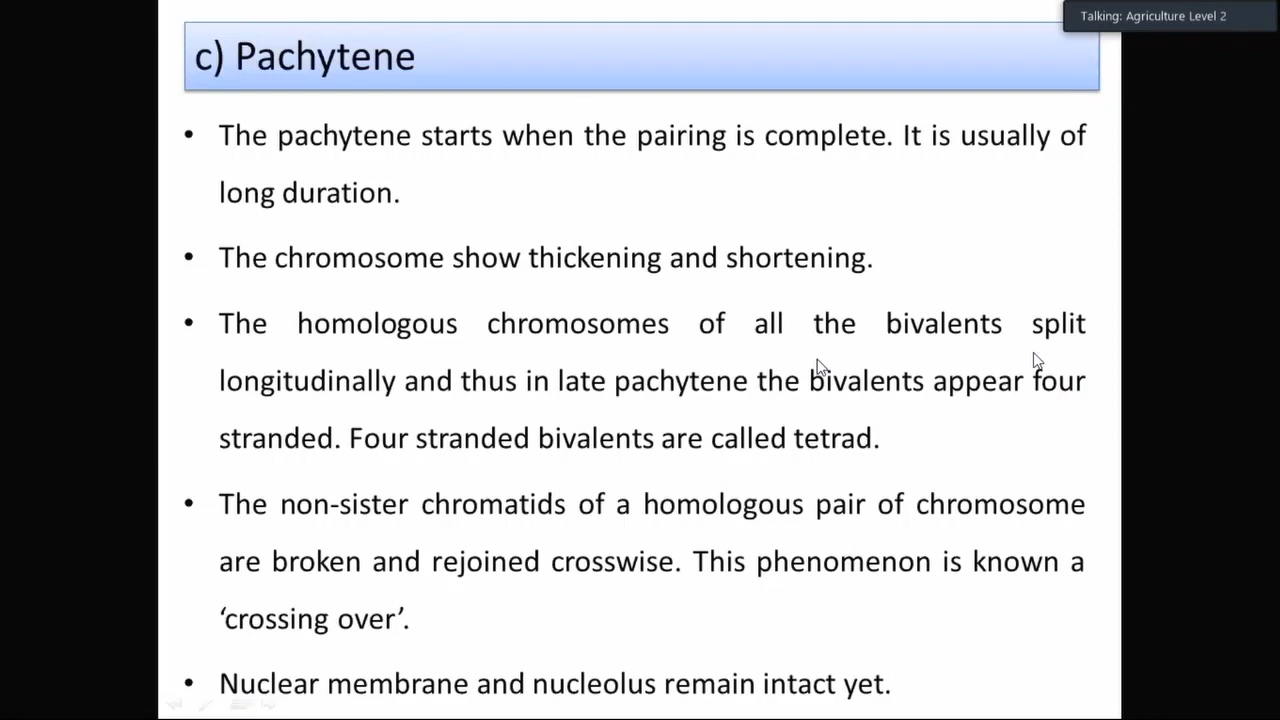 Talking: Agriculture Level 2
c) Pachytene
• The pachytene starts when the pairing is complete. It is usually of
long duration.
• The chromosome show thickening and shortening.
• The homologous chromosomes of all the bivalents split
longitudinally and thus in late pachytene the bivalents appear four
stranded. Four stranded bivalents are called tetrad.
• The non-sister chromatids of a homologous pair of chromosome
are broken and rejoined crosswise. This phenomenon is known a
‘crossing over’.
• Nuclear membrane and nucleolus remain intact yet.